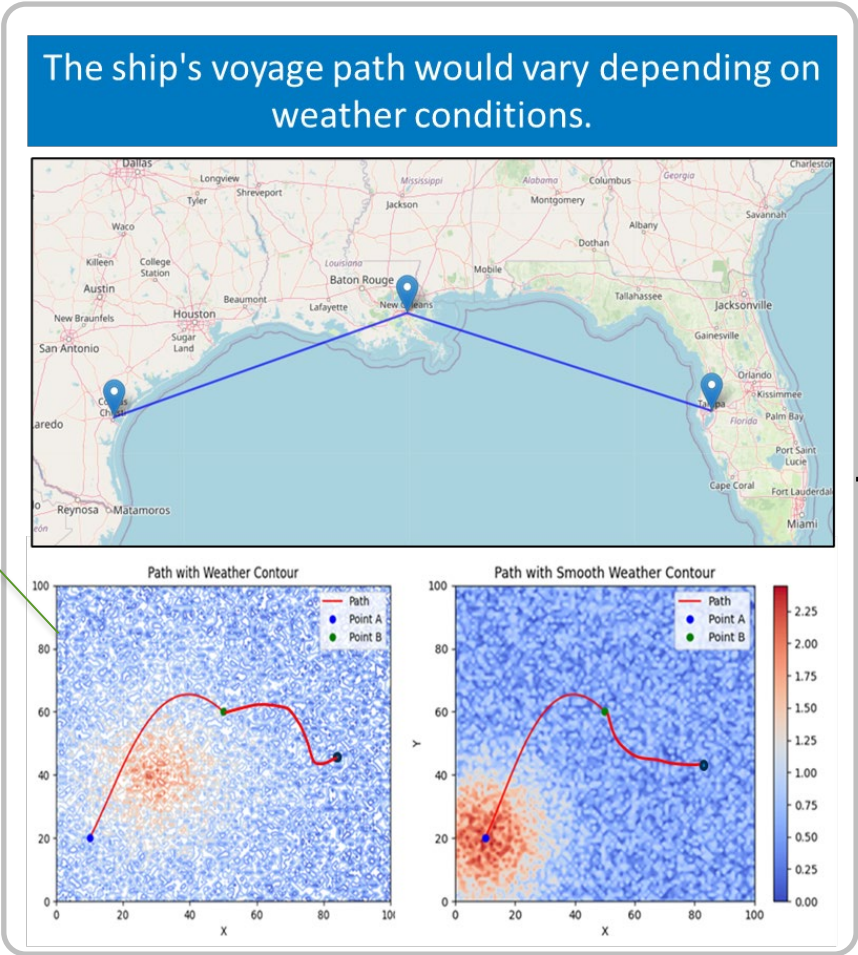 The ship's voyage path would vary depending on
weather conditions.
Dallas
Charleston
Longview
Shreveport
Tyler
Mississippi
Jackson
Alabama
Columbus
Georgia
Montgomery
Savannah
Waco
Albany
Killeen
College
Station
Louisiana
Dothan
Baton Rouge
Mobile
Austin
Beaumont
Lafayette
New Orleans
Tallahassee
Jacksonville
New Braunfels
Houston
Sugar
Land
San Antonio
Gainesville
Orlando
Kissimmee
Tampa
Palm Bay
Florida
aredo
Port Saint
Lucie
Cape Coral
Fort Lauderdal
Reynosa
Matamoros
Miami
Path with Weather Contour
100
80
60
40
20
0
0
20
40
60
80
10
X
Path
Point A
Point B
Path with Smooth Weather Contour
100
80
60
40
20
0
Y
0
20
40
60
80
100
X
Path
Point A
Point B
2.25
2.00
1.75
1.50
1.25
1.00
0.75
0.50
0.25
0.00